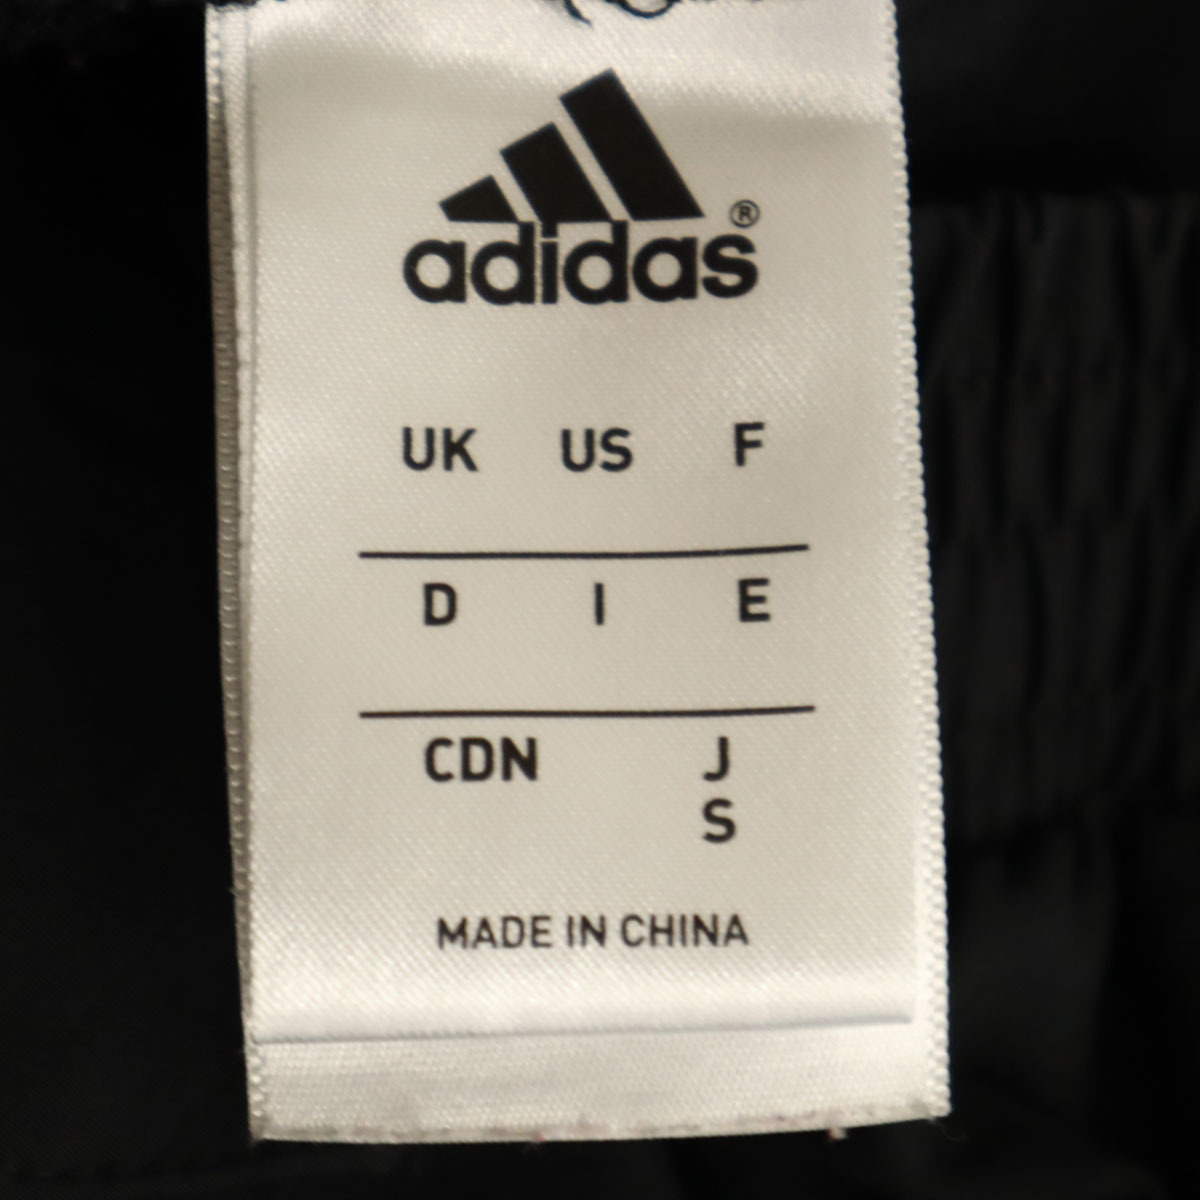 adidas®
UK US F
D I E
CDN J
S
MADE IN CHINA